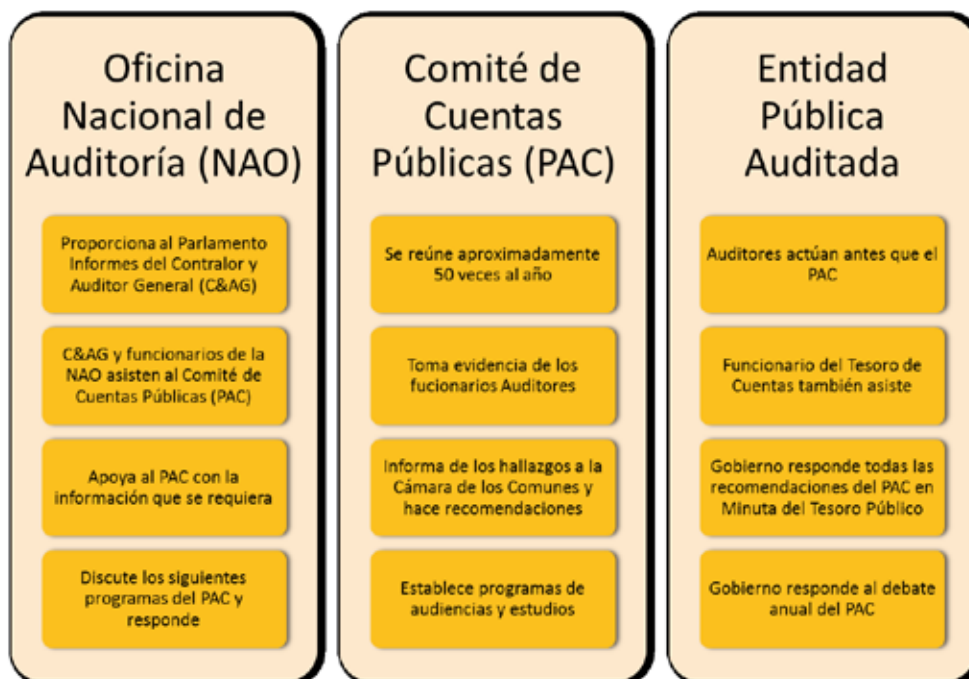 Oficina
Nacional de
Auditoría (NAO)
Proporciona al Parlamento
Informes del Contralor y
Auditor General (C&AG)
C&AG y funcionarios de la
NAO asisten al Comité de
Cuentas Públicas (PAC)
Apoya al PAC con la
información que se requiera
Discute los siguientes
programas del PAC y
responde
Comité de
Cuentas
Públicas (PAC)
Se reúne aproximadamente
50 veces al año
Toma evidencia de los
fucionarios Auditores
Informa de los hallazgos a la
Cámara de los Comunes y
hace recomendaciones
Establece programas de
audiencias y estudios
Entidad
Pública
Auditada
Auditores actúan antes que el
PAC
Funcionario del Tesoro de
Cuentas también asiste
Gobierno responde todas las
recomendaciones del PAC en
Minuta del Tesoro Público
Gobierno responde al debate
anual del PAC